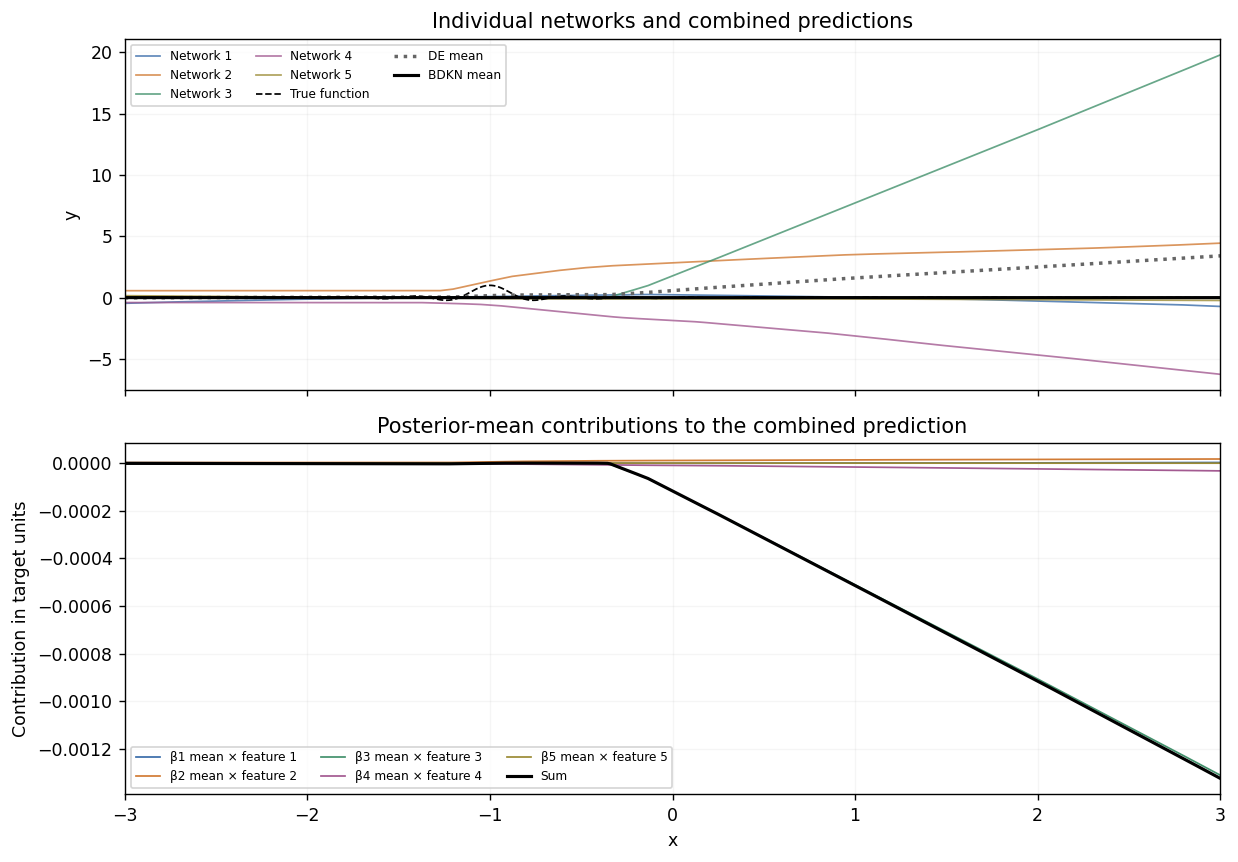 Individual networks and combined predictions
Network 1
Network 2
Network 3
Network 4
Network 5
True function
DE mean
BDKN mean
20
15
10
5
0
−5
y
Posterior-mean contributions to the combined prediction
0.0000
−0.0002
−0.0004
−0.0006
−0.0008
−0.0010
−0.0012
Contribution in target units
β1 mean × feature 1
β2 mean × feature 2
β3 mean × feature 3
β4 mean × feature 4
β5 mean × feature 5
Sum
−3
−2
−1
0
1
2
3
x